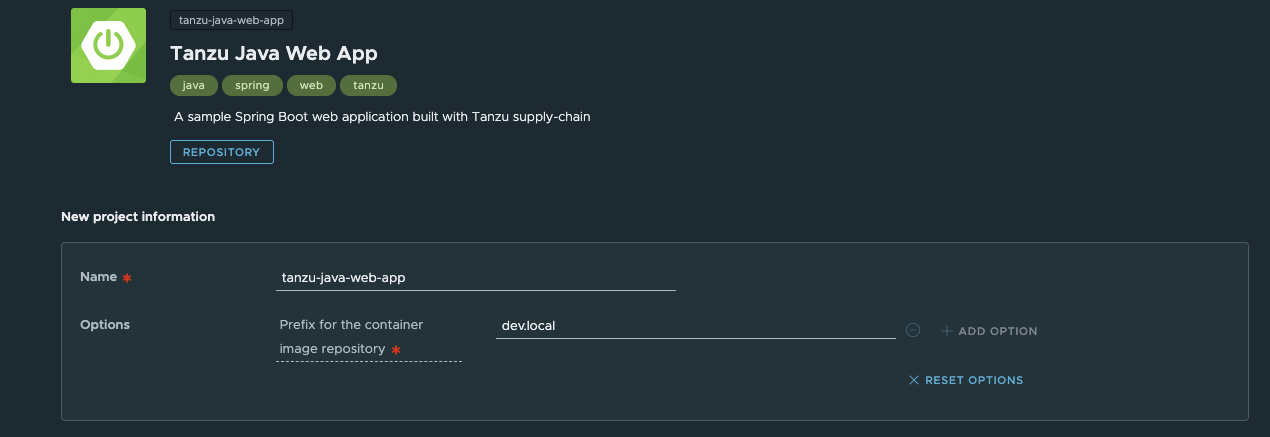 tanzu-java-web-app
Tanzu Java Web App
java spring web tanzu
A sample Spring Boot web application built with Tanzu supply-chain
REPOSITORY
New project information
Name * tanzu-java-web-app
Options Prefix for the container dev.local ADD OPTION
image repository *
RESET OPTIONS